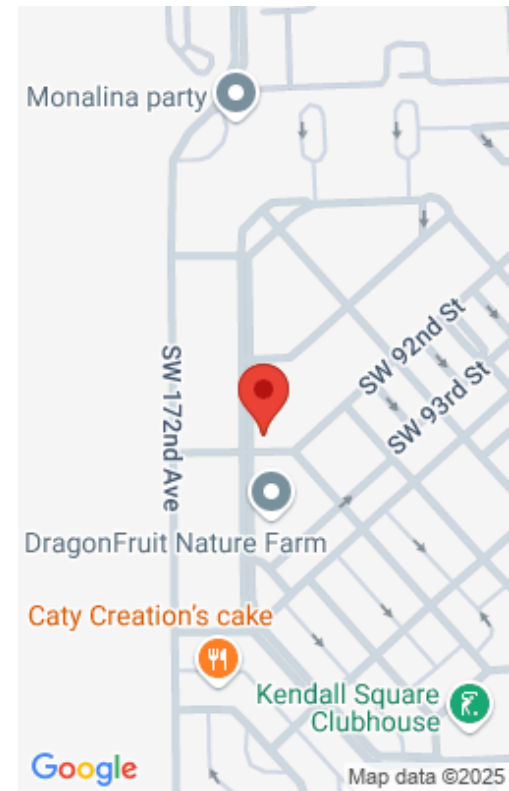 Monalina party
SW 92nd St
SW 93rd St
SW 172nd Ave
DragonFruit Nature Farm
Caty Creation's cake
Kendall Square
Clubhouse
Google
Map data ©2025